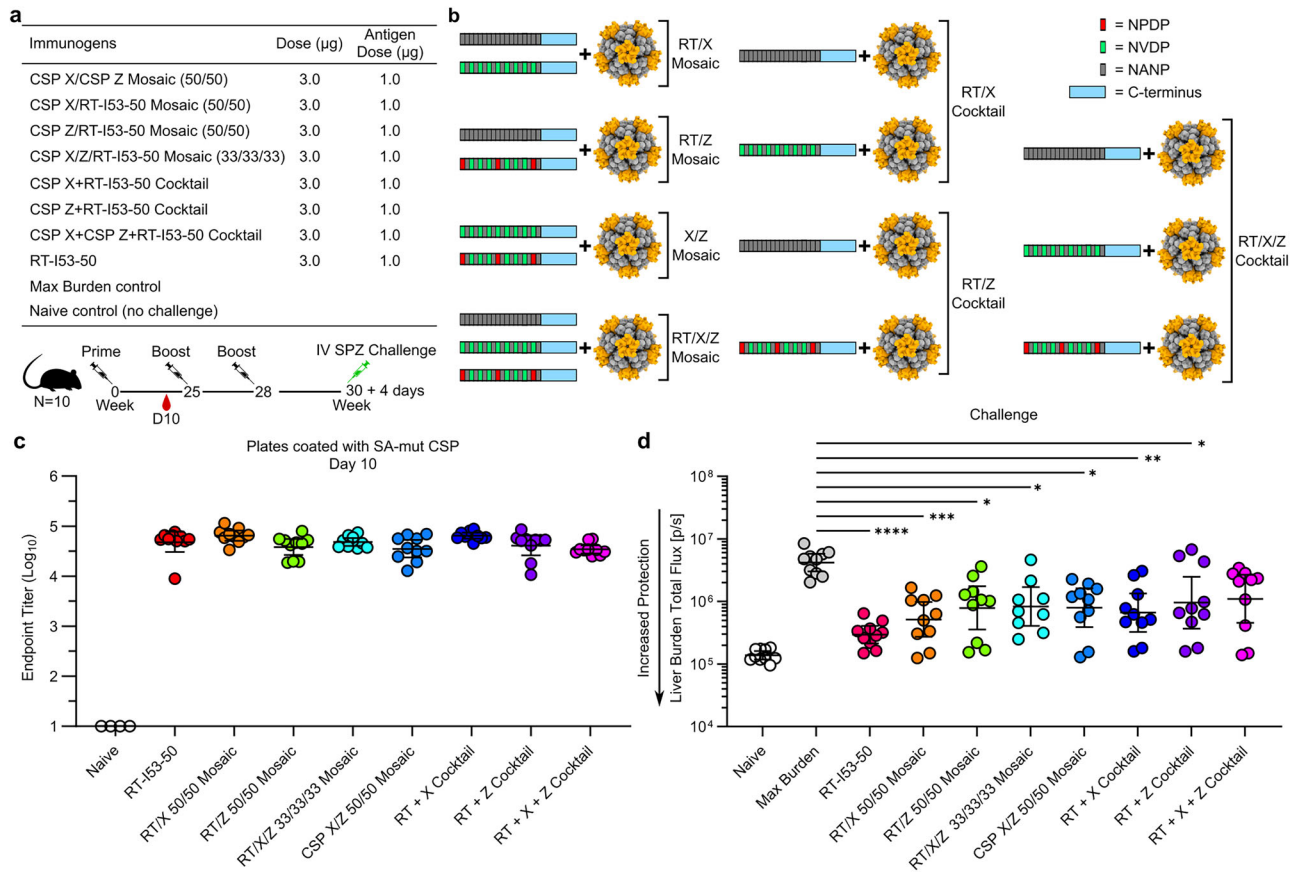 a
Immunogens Dose (µg) Antigen Dose (µg)
CSP X/CSP Z Mosaic (50/50) 3.0 1.0
CSP X/RT-I53-50 Mosaic (50/50) 3.0 1.0
CSP Z/RT-I53-50 Mosaic (50/50) 3.0 1.0
CSP X/Z/RT-I53-50 Mosaic (33/33/33) 3.0 1.0
CSP X+RT-I53-50 Cocktail 3.0 1.0
CSP Z+RT-I53-50 Cocktail 3.0 1.0
CSP X+CSP Z+RT-I53-50 Cocktail 3.0 1.0
RT-I53-50 3.0 1.0
Max Burden control
Naive control (no challenge)
Prime Boost Boost IV SPZ Challenge
0 25 28 30 + 4 days
N=10 Week Week
D10
b
+ RT/X
Mosaic
+ RT/Z
Mosaic
+ X/Z
Mosaic
+ RT/X/Z
Mosaic
+ + RT/X
Cocktail
+ + RT/Z
Cocktail
+ + + RT/X/Z
Cocktail
= NPDP
= NVDP
= NANP
= C-terminus
c
Plates coated with SA-mut CSP
Day 10
Endpoint Titer (Log10)
6
5
4
3
2
1
Naive
RT-I53-50
RT/X 50/50 Mosaic
RT/Z 50/50 Mosaic
RT/X/Z 33/33/33 Mosaic
CSP X/Z 50/50 Mosaic
RT + X Cocktail
RT + Z Cocktail
RT + X + Z Cocktail
d
Challenge
Increased Protection
Liver Burden Total Flux [p/s]
10⁸
10⁷
10⁶
10⁵
10⁴
*
**
*
*
*
***
****
Naive
Max Burden
RT-I53-50
RT/X 50/50 Mosaic
RT/Z 50/50 Mosaic
RT/X/Z 33/33/33 Mosaic
CSP X/Z 50/50 Mosaic
RT + X Cocktail
RT + Z Cocktail
RT + X + Z Cocktail